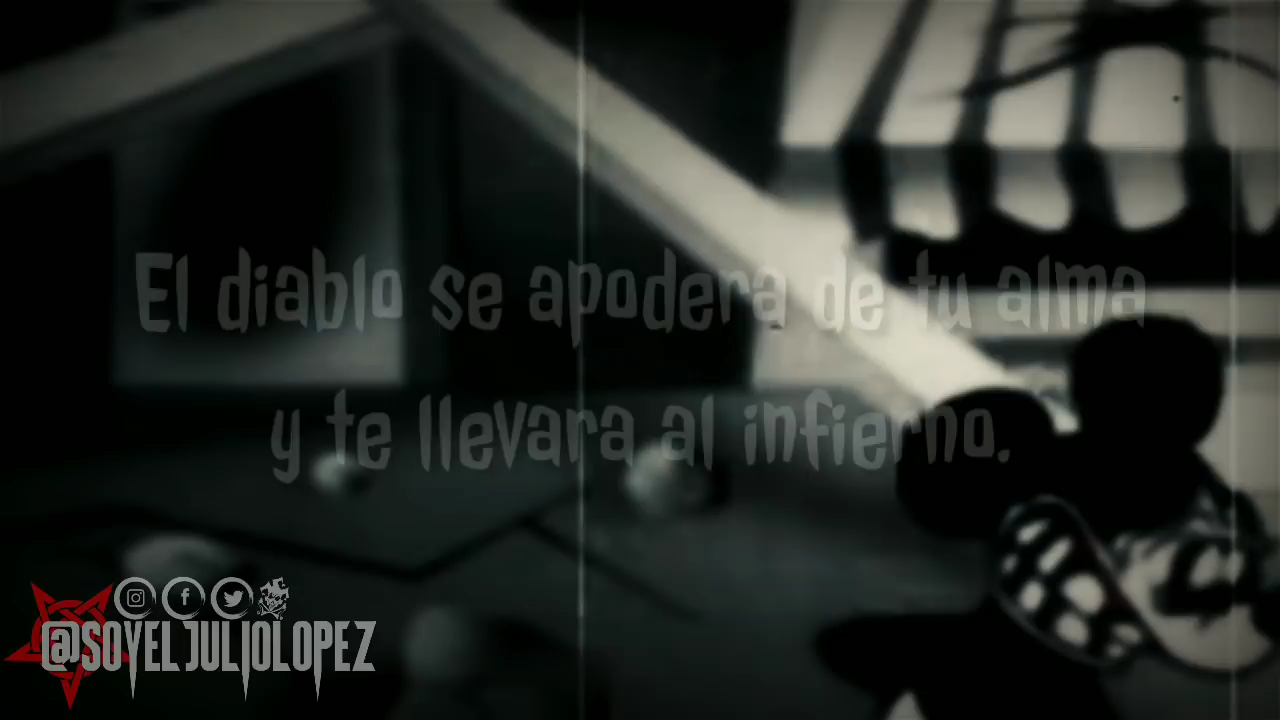 El diablo se apodera de tu alma
y te llevara al infierno.
@SOYELJULIOLOPEZ